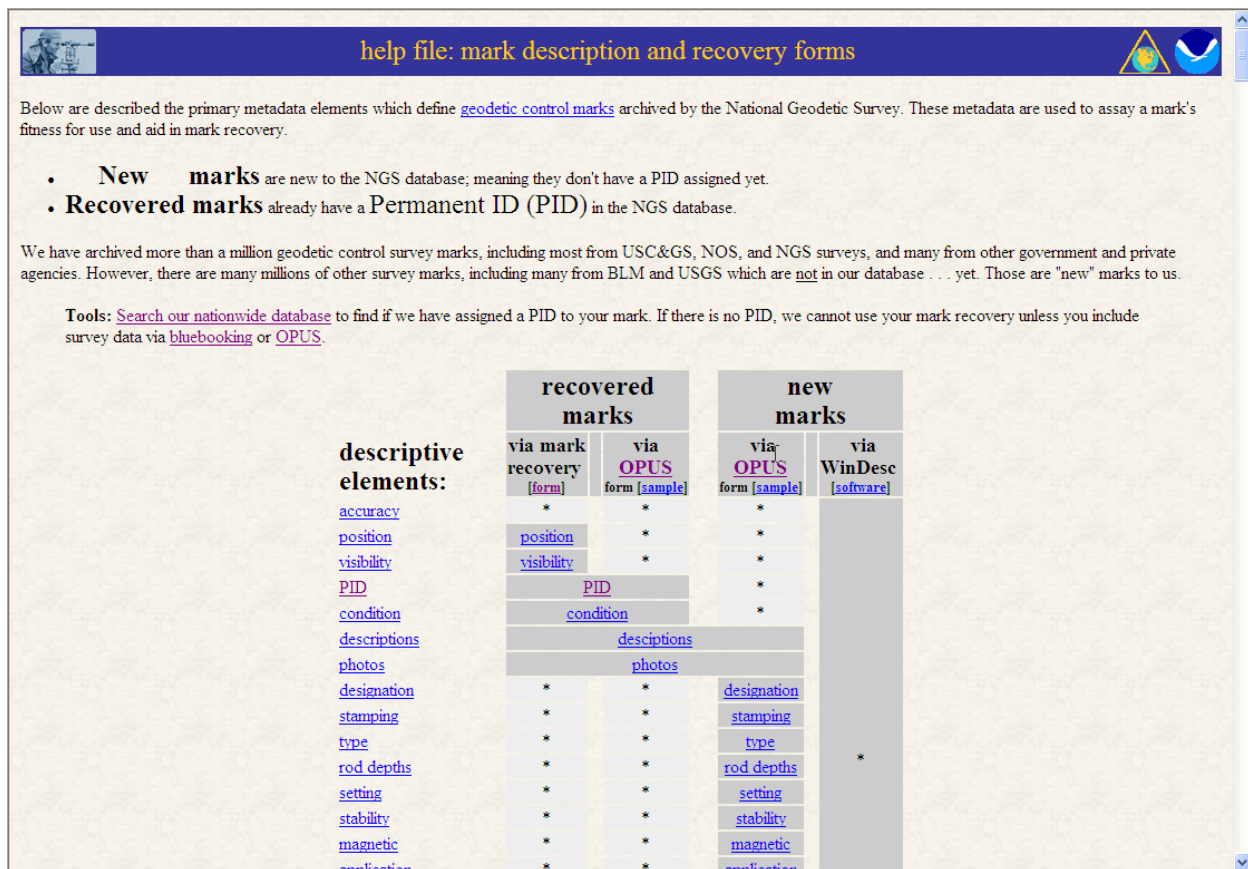 help file: mark description and recovery forms
Below are described the primary metadata elements which define geodetic control marks archived by the National Geodetic Survey. These metadata are used to assay a mark's
fitness for use and aid in mark recovery.
• New marks are new to the NGS database; meaning they don't have a PID assigned yet.
• Recovered marks already have a Permanent ID (PID) in the NGS database.
We have archived more than a million geodetic control survey marks, including most from USC&GS, NOS, and NGS surveys, and many from other government and private
agencies. However, there are many millions of other survey marks, including many from BLM and USGS which are not in our database . . . yet. Those are "new" marks to us.
Tools: Search our nationwide database to find if we have assigned a PID to your mark. If there is no PID, we cannot use your mark recovery unless you include
survey data via bluebooking or OPUS.
recovered new
marks marks
descriptive via mark via via via
elements: recovery OPUS OPUS WinDesc
[form] form [sample] form [sample] [software]
accuracy * * *
position position * *
visibility visibility * *
PID PID *
condition condition *
descriptions desciptions
photos photos
designation * * designation
stamping * * stamping
type * * type
rod depths * * rod depths *
setting * * setting
stability * * stability
magnetic * * magnetic
application * * application